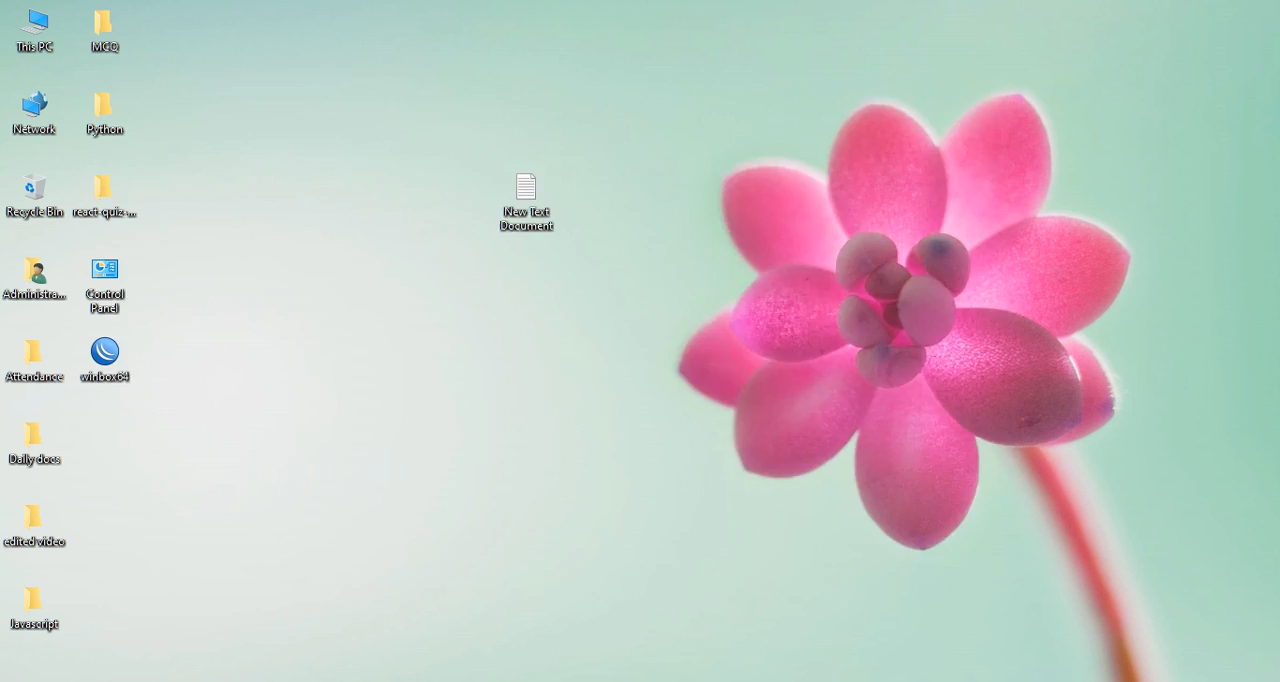 This PC
MCQ
Network
Python
Recycle Bin
react-quiz-...
New Text
Document
Administra...
Control
Panel
Attendance
winbox64
Daily docs
edited video
Javascript